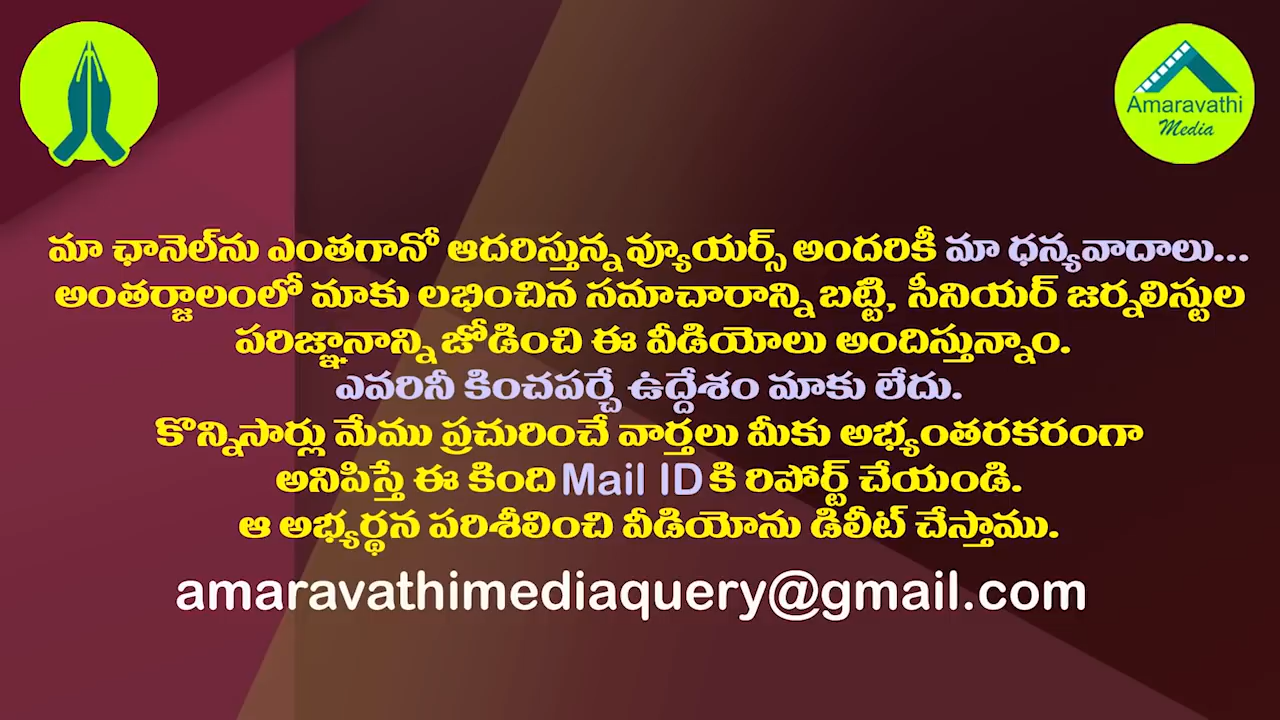 Amaravathi
Media
మా ఛానెల్‌ను ఎంతగానో ఆదరిస్తున్న వ్యూయర్స్ అందరికీ మా ధన్యవాదాలు...
అంతర్జాలంలో మాకు లభించిన సమాచారాన్ని బట్టి, సీనియర్ జర్నలిస్టుల
పరిజ్ఞానాన్ని జోడించి ఈ వీడియోలు అందిస్తున్నాం.
ఎవరినీ కించపర్చే ఉద్దేశం మాకు లేదు.
కొన్నిసార్లు మేము ప్రచురించే వార్తలు మీకు అభ్యంతరకరంగా
అనిపిస్తే ఈ కింది Mail ID కి రిపోర్ట్ చేయండి.
ఆ అభ్యర్థన పరిశీలించి వీడియోను డిలీట్ చేస్తాము.
amaravathimediaquery@gmail.com